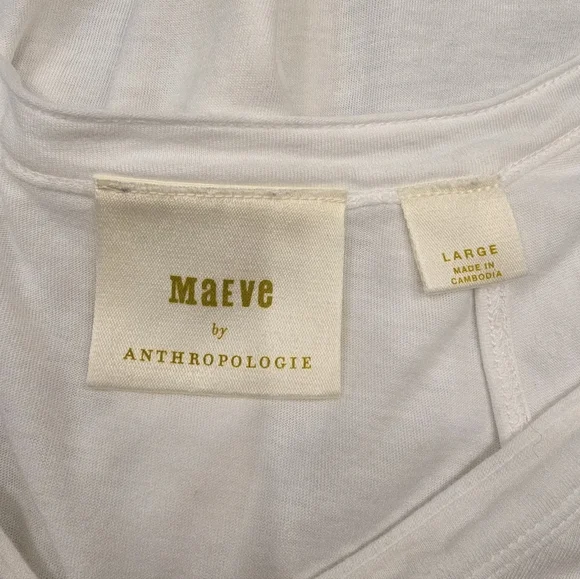 MaEVe
by
ANTHROPOLOGIE
LARGE
MADE IN
CAMBODIA